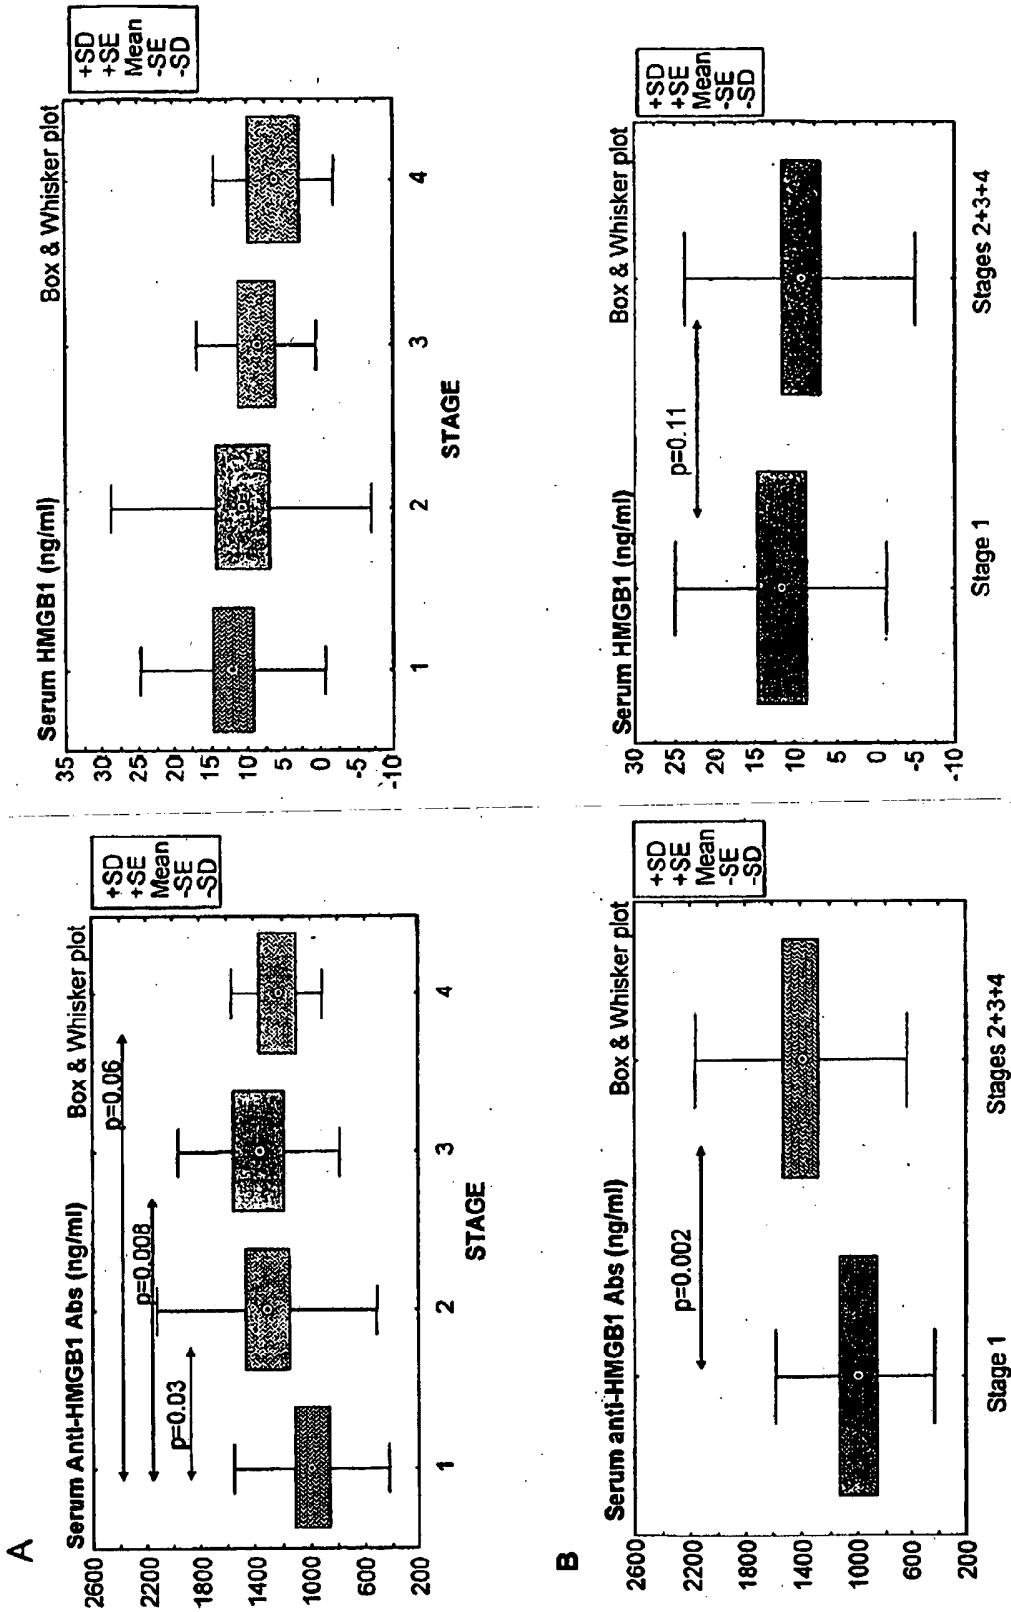 A
Serum Anti-HMGB1 Abs (ng/ml)
Box & Whisker plot
+SD
+SE
Mean
-SE
-SD
2600
2200
1800
1400
1000
600
200
p=0.06
p=0.008
p=0.03
1
2
3
4
STAGE
Serum HMGB1 (ng/ml)
Box & Whisker plot
+SD
+SE
Mean
-SE
-SD
35
30
25
20
15
10
5
0
-5
-10
1
2
3
4
STAGE
B
Serum anti-HMGB1 Abs (ng/ml)
Box & Whisker plot
+SD
+SE
Mean
-SE
-SD
2600
2200
1800
1400
1000
600
200
p=0.002
Stage 1
Stages 2+3+4
Serum HMGB1 (ng/ml)
Box & Whisker plot
+SD
+SE
Mean
-SE
-SD
30
25
20
15
10
5
0
-5
-10
p=0.11
Stage 1
Stages 2+3+4